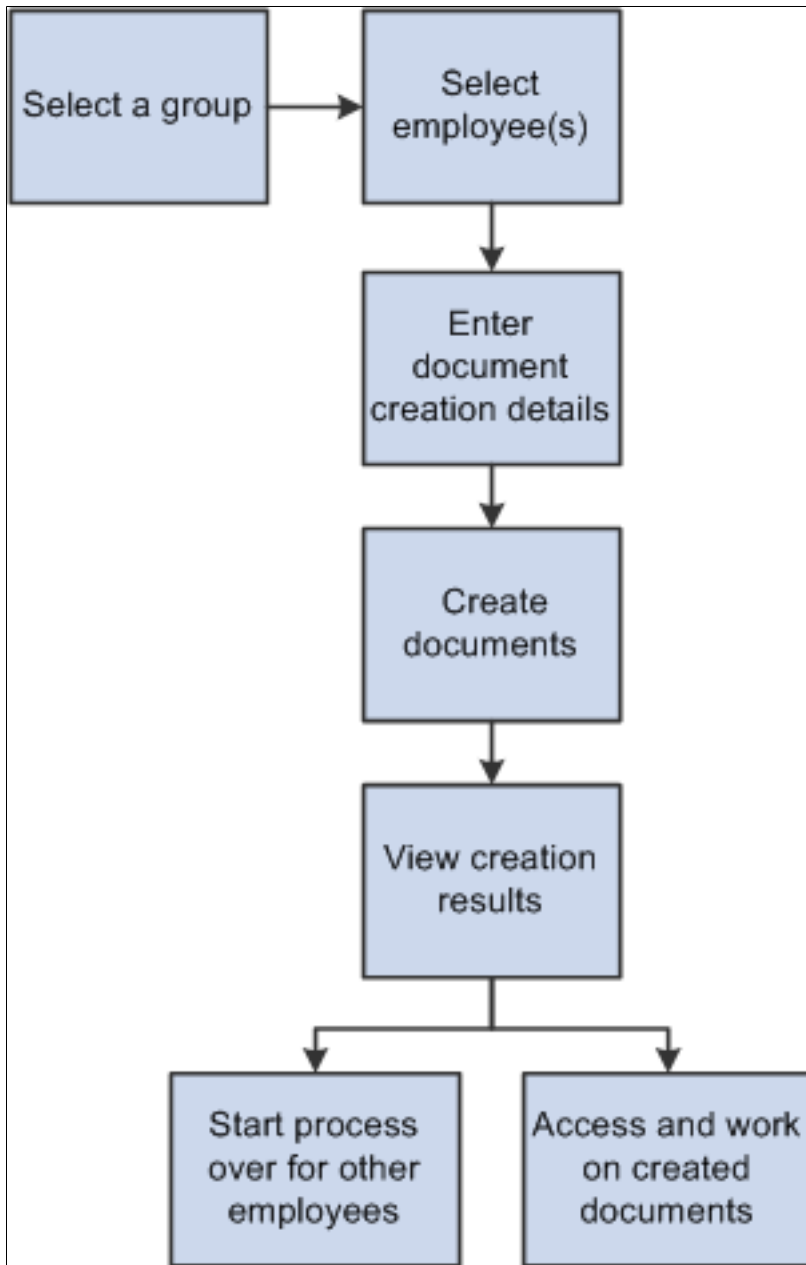 Select a group
Select
employee(s)
Enter
document
creation details
Create
documents
View creation
results
Start process
over for other
employees
Access and work
on created
documents